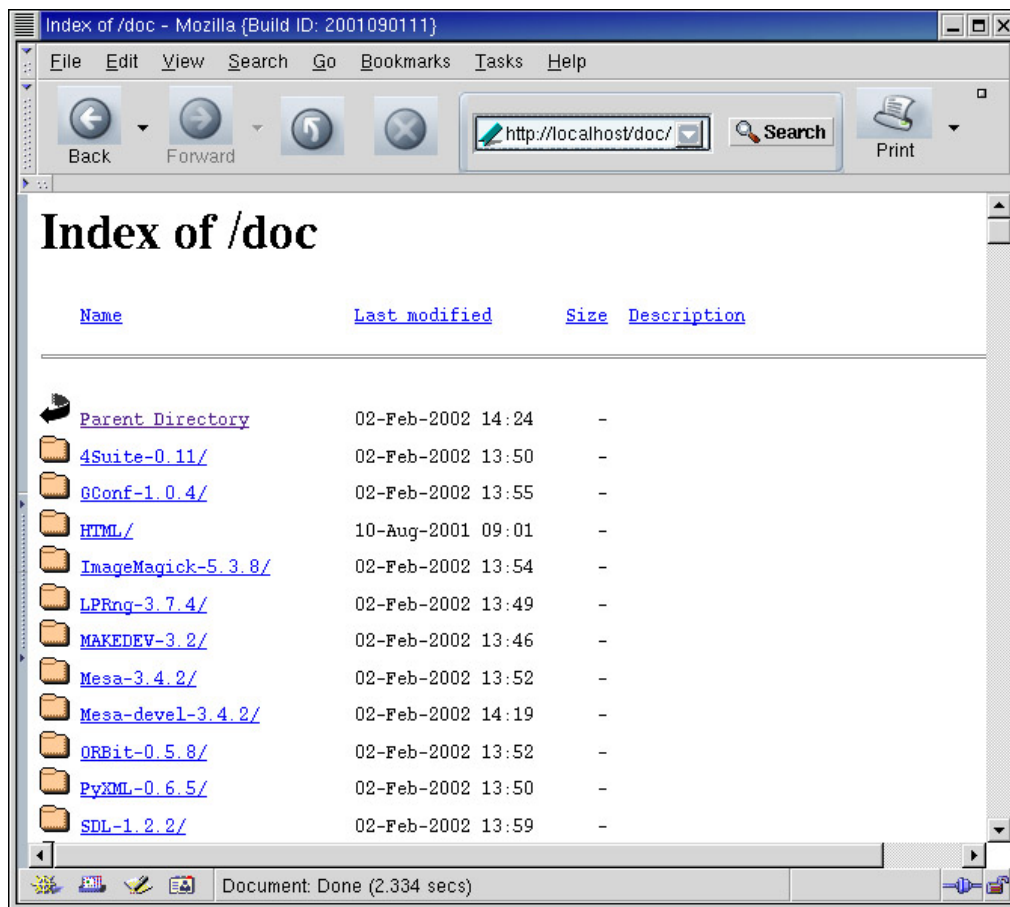 Index of /doc - Mozilla {Build ID: 2001090111}
File Edit View Search Go Bookmarks Tasks Help
http://localhost/doc/ Search
Back Forward Print
Index of /doc
Name Last modified Size Description
Parent Directory 02-Feb-2002 14:24 -
4Suite-0.11/ 02-Feb-2002 13:50 -
GConf-1.0.4/ 02-Feb-2002 13:55 -
HTML/ 10-Aug-2001 09:01 -
ImageMagick-5.3.8/ 02-Feb-2002 13:54 -
LPRng-3.7.4/ 02-Feb-2002 13:49 -
MAKEDEV-3.2/ 02-Feb-2002 13:46 -
Mesa-3.4.2/ 02-Feb-2002 13:52 -
Mesa-devel-3.4.2/ 02-Feb-2002 14:19 -
ORBit-0.5.8/ 02-Feb-2002 13:52 -
PyXML-0.6.5/ 02-Feb-2002 13:50 -
SDL-1.2.2/ 02-Feb-2002 13:59 -
Document: Done (2.334 secs)